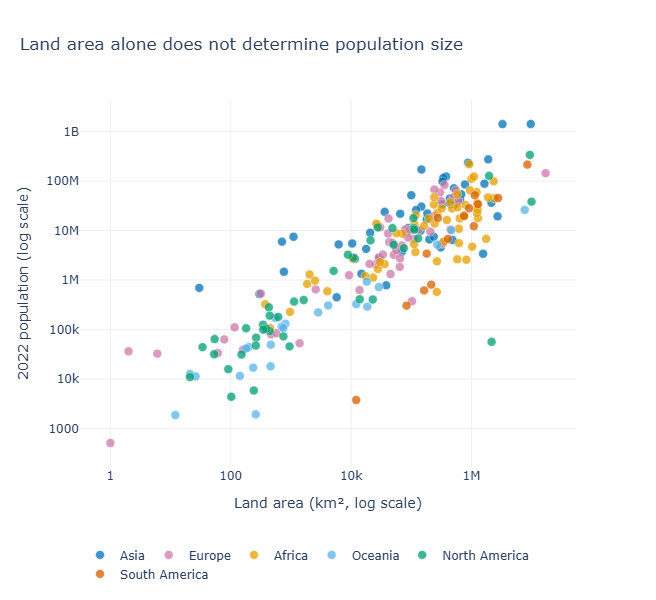 Land area alone does not determine population size
2022 population (log scale)
1B
100M
10M
1M
100k
10k
1000
1
100
10k
1M
Land area (km², log scale)
Asia
Europe
Africa
Oceania
North America
South America